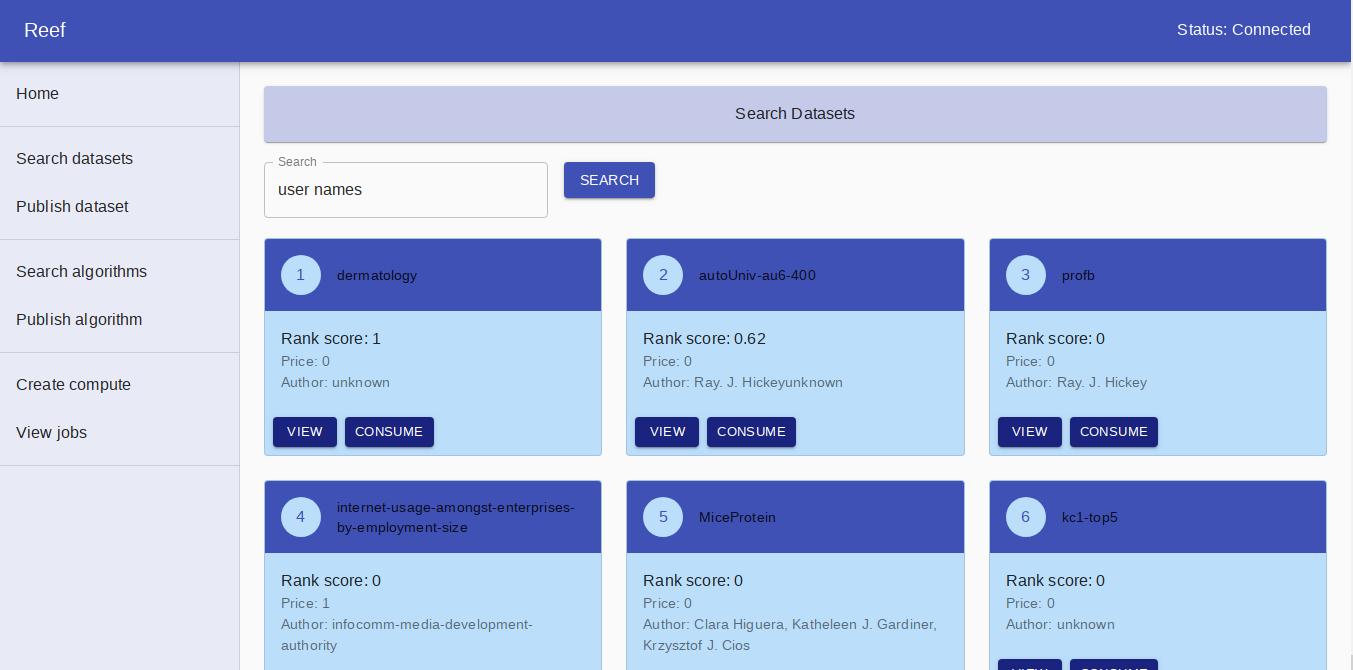 Reef
Status: Connected
Home
Search datasets
Publish dataset
Search algorithms
Publish algorithm
Create compute
View jobs
Search Datasets
Search
user names
SEARCH
1
dermatology
Rank score: 1
Price: 0
Author: unknown
VIEW CONSUME
2
autoUniv-au6-400
Rank score: 0.62
Price: 0
Author: Ray. J. Hickeyunknown
VIEW CONSUME
3
profb
Rank score: 0
Price: 0
Author: Ray. J. Hickey
VIEW CONSUME
4
internet-usage-amongst-enterprises-
by-employment-size
Rank score: 0
Price: 1
Author: infocomm-media-development-
authority
5
MiceProtein
Rank score: 0
Price: 0
Author: Clara Higuera, Katheleen J. Gardiner,
Krzysztof J. Cios
6
kc1-top5
Rank score: 0
Price: 0
Author: unknown
VIEW CONSUME